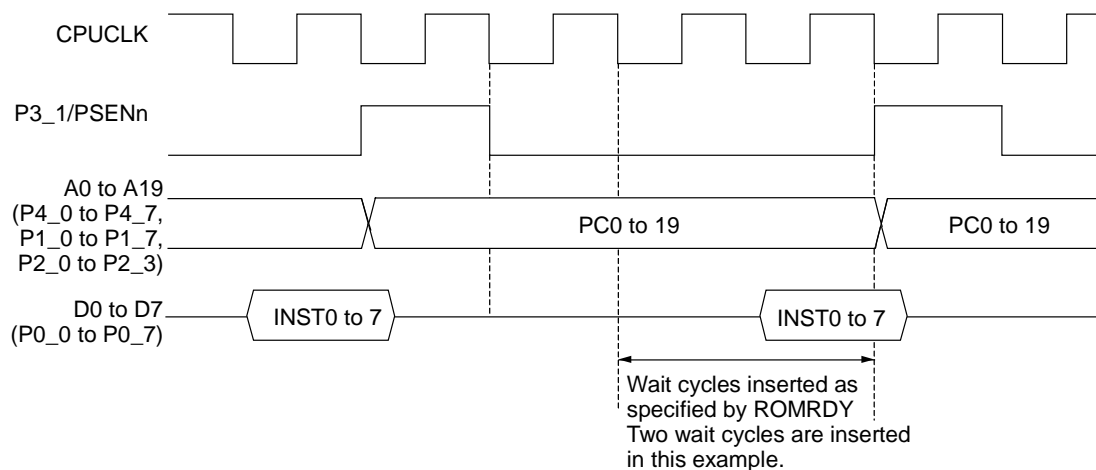 CPUCLK
P3_1/PSENn
A0 to A19
(P4_0 to P4_7,
P1_0 to P1_7,
P2_0 to P2_3)
PC0 to 19
PC0 to 19
D0 to D7
(P0_0 to P0_7)
INST0 to 7
INST0 to 7
Wait cycles inserted as
specified by ROMRDY
Two wait cycles are inserted
in this example.